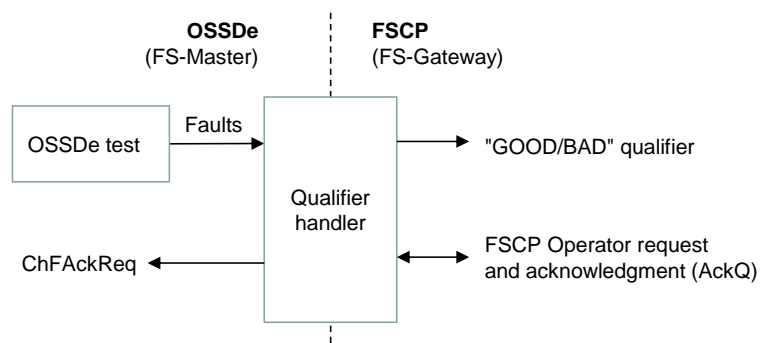 OSSDe
(FS-Master)
FSCP
(FS-Gateway)
OSSDe test
Faults
Qualifier
handler
"GOOD/BAD" qualifier
ChFAckReq
FSCP Operator request
and acknowledgment (AckQ)